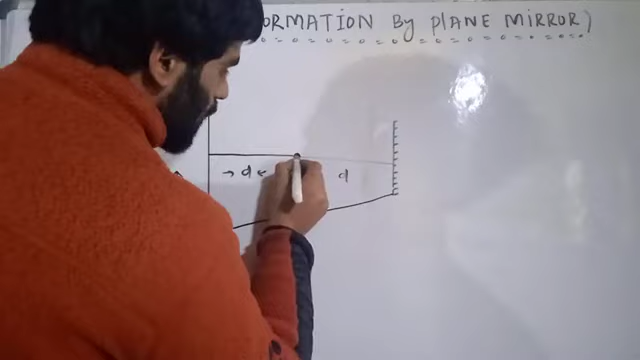 ORMATION By PLANE MIRROR)
→ d ← d